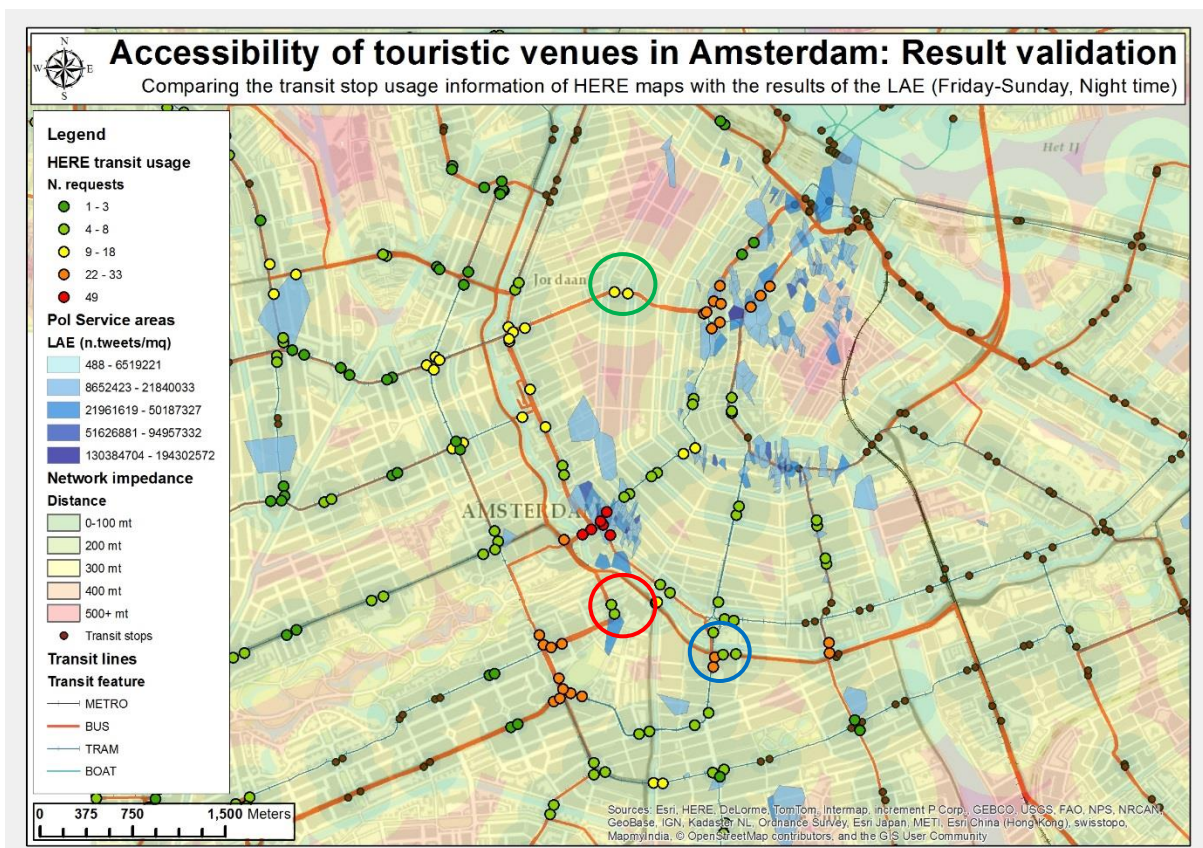 Accessibility of touristic venues in Amsterdam: Result validation
Comparing the transit stop usage information of HERE maps with the results of the LAE (Friday-Sunday, Night time)
N
W E
S
Legend
HERE transit usage
N. requests
1 - 3
4 - 8
9 - 18
22 - 33
49
PoI Service areas
LAE (n.tweets/mq)
488 - 6519221
8652423 - 21840033
21961619 - 50187327
51626881 - 94957332
130384704 - 194302572
Network impedance
Distance
0-100 mt
200 mt
300 mt
400 mt
500+ mt
Transit stops
Transit lines
Transit feature
METRO
BUS
TRAM
BOAT
Het IJ
Jordaan
AMSTERDA
0 375 750 1,500 Meters
Sources: Esri, HERE, DeLorme, TomTom, Intermap, increment P Corp., GEBCO, USGS, FAO, NPS, NRCAN,
GeoBase, IGN, Kadaster NL, Ordnance Survey, Esri Japan, METI, Esri China (Hong Kong), swisstopo,
MapmyIndia, © OpenStreetMap contributors, and the GIS User Community